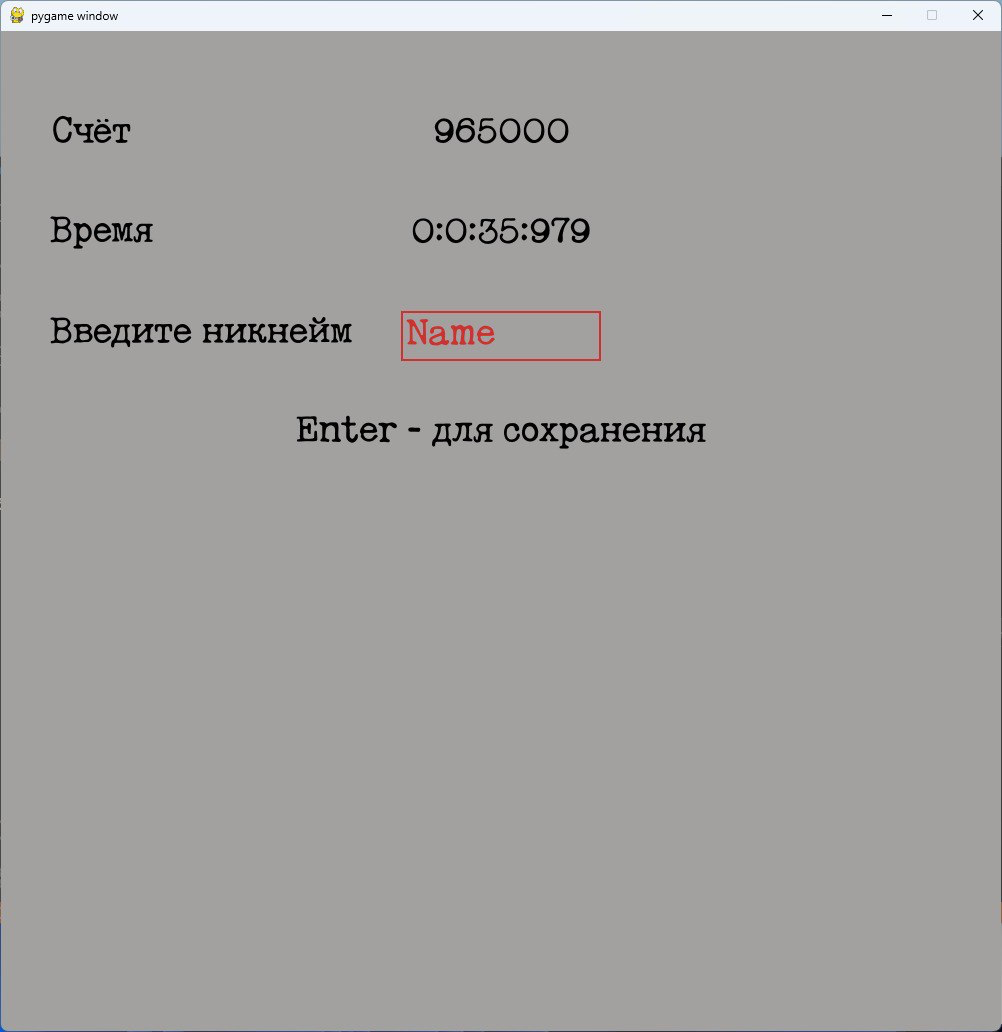 pygame window
Счёт 965000
Время 0:0:35:979
Введите никнейм Name
Enter - для сохранения